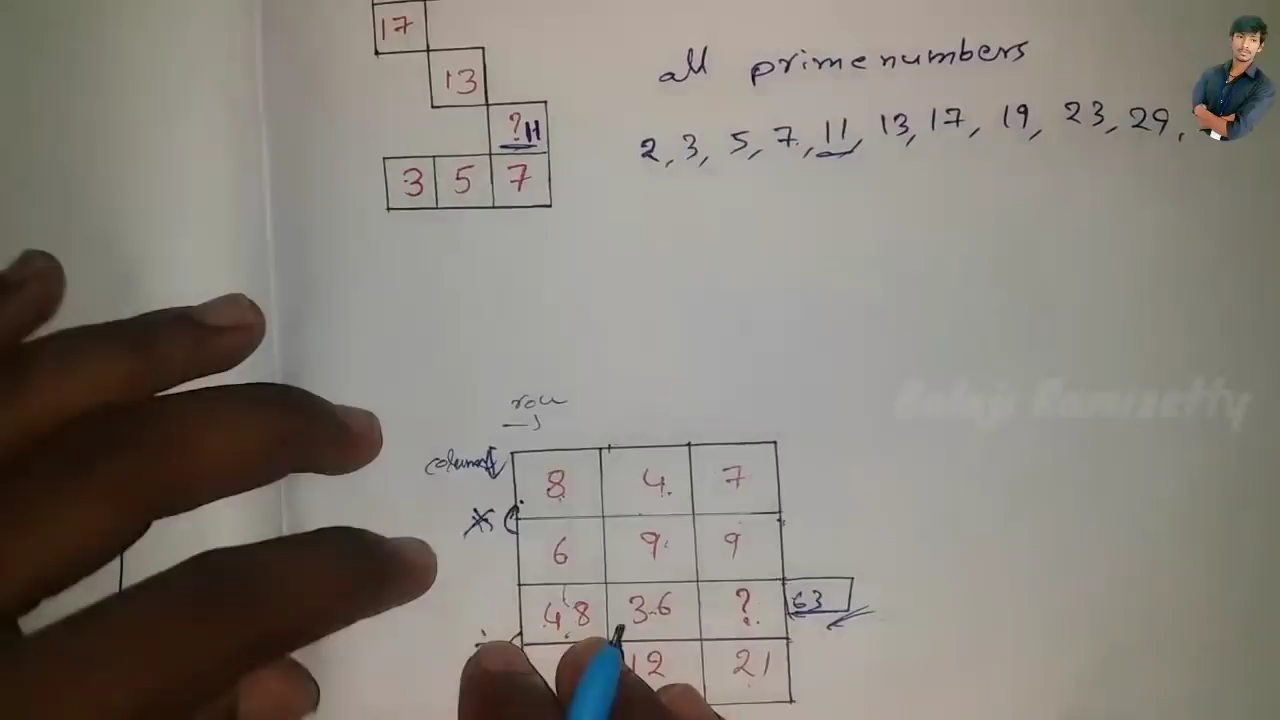 17
13
? 11
3 5 7
all prime numbers
2, 3, 5, 7, 11, 13, 17, 19, 23, 29,
row
8 4 7
6 9 9
48 36 ? 63
12 21